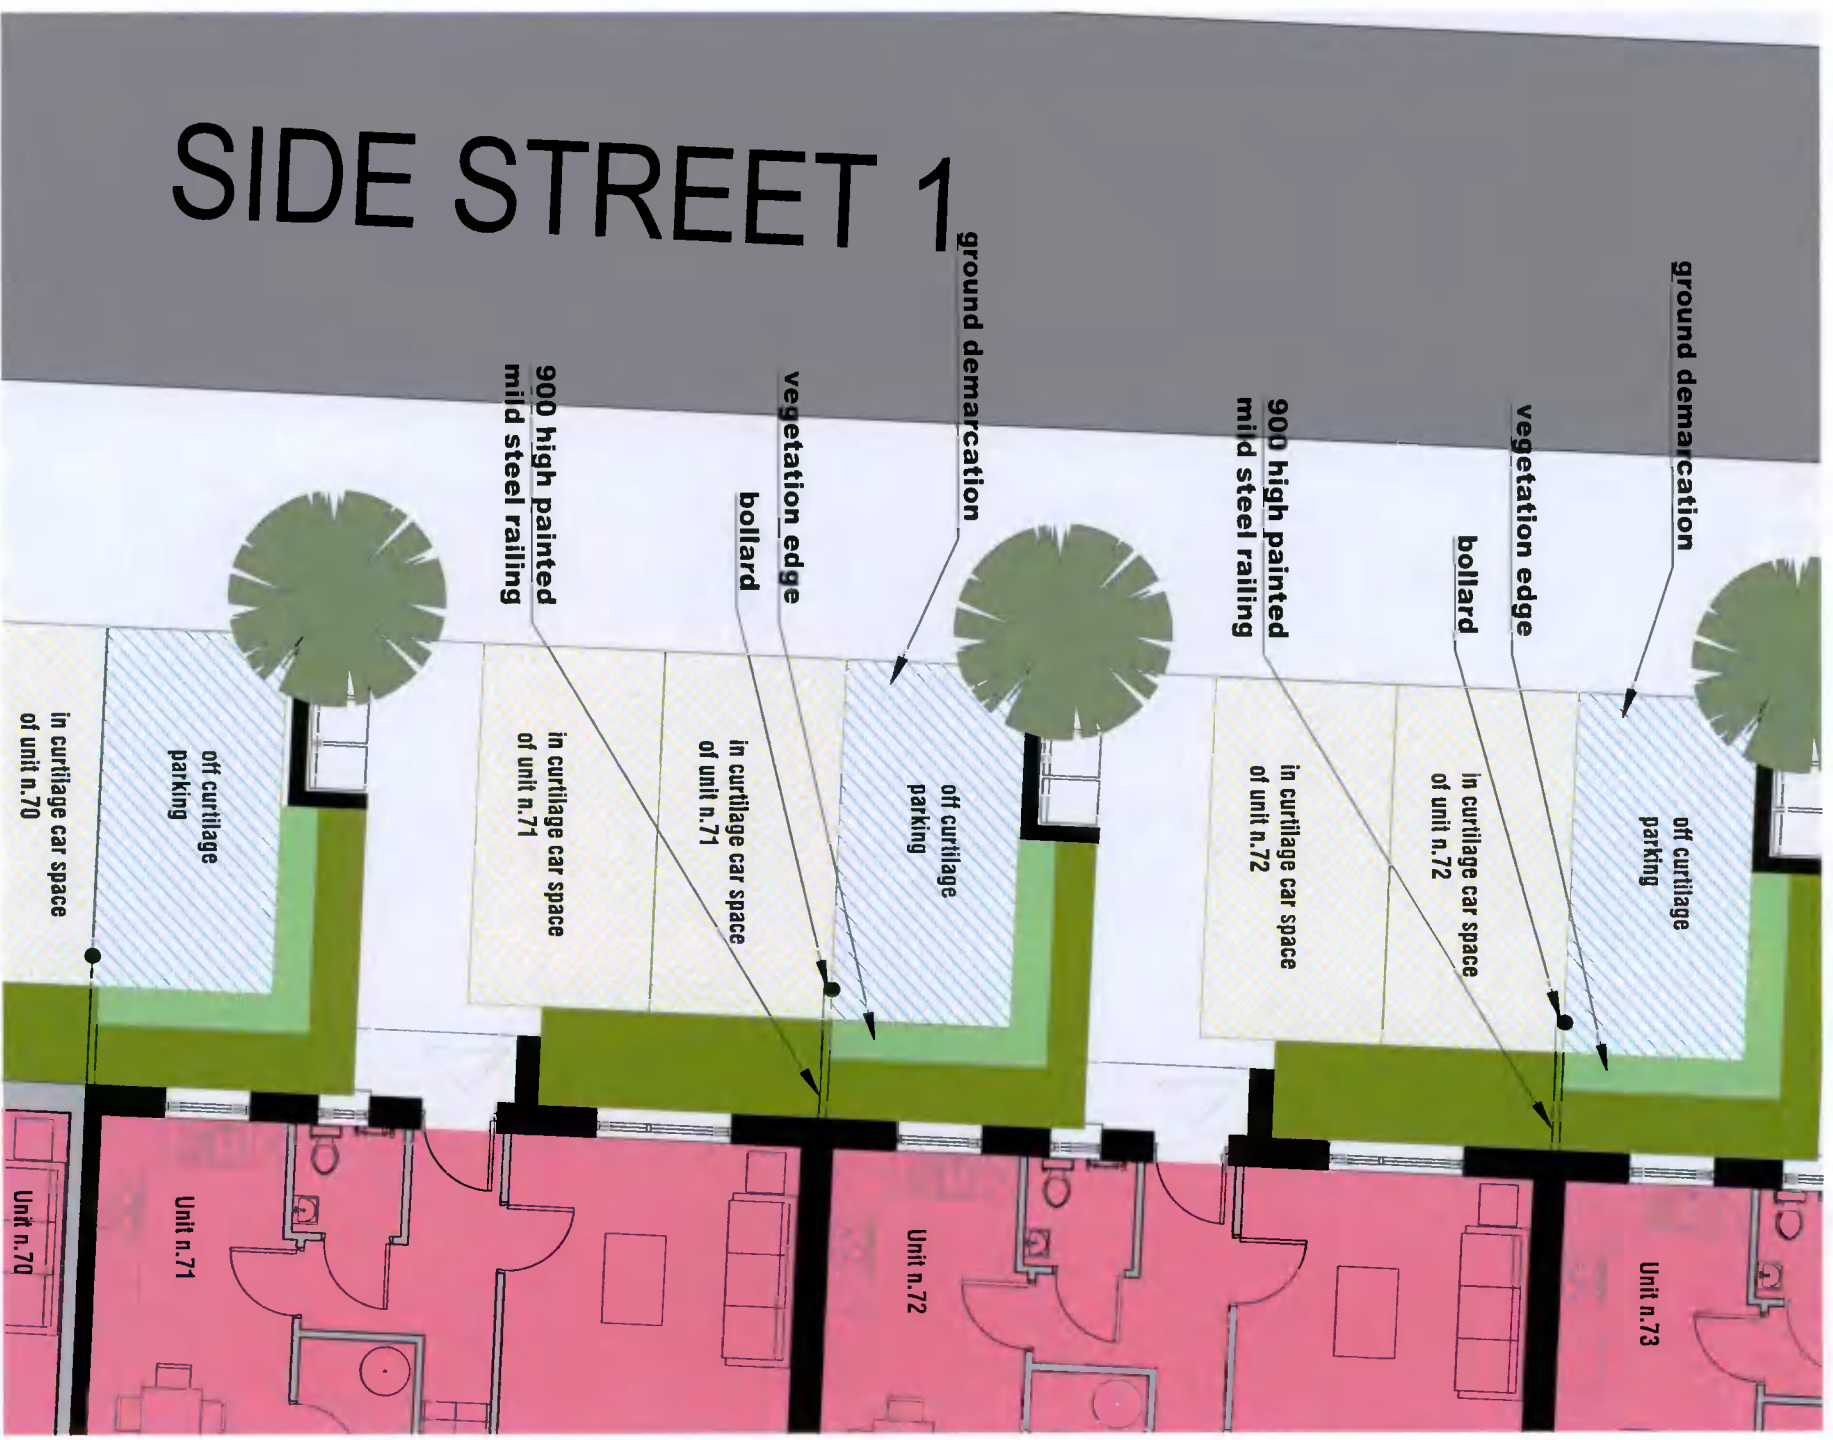 SIDE STREET 1
ground demarcation
vegetation edge
bollard
900 high painted
mild steel railing
ground demarcation
vegetation edge
bollard
900 high painted
mild steel railing
in curtilage car space
of unit n.70
off curtilage
parking
in curtilage car space
of unit n.71
in curtilage car space
of unit n.71
off curtilage
parking
in curtilage car space
of unit n.72
in curtilage car space
of unit n.72
off curtilage
parking
Unit n.70
Unit n.71
Unit n.72
Unit n.73